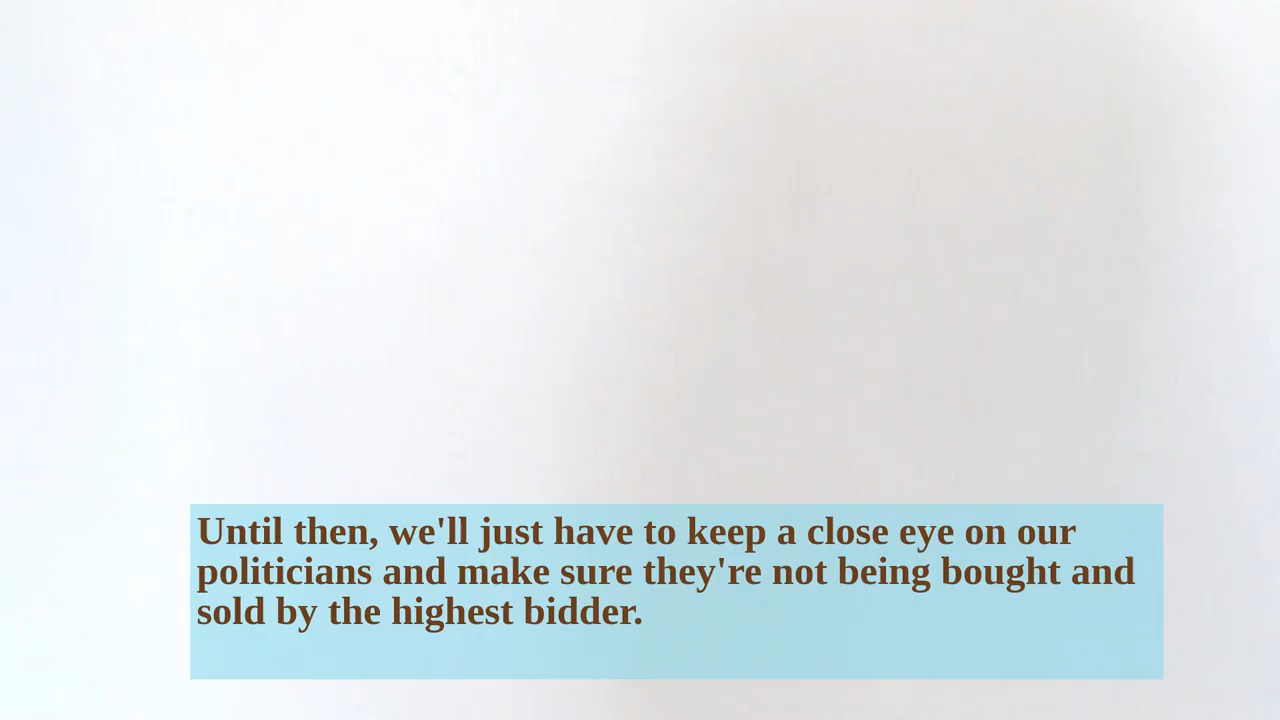 Until then, we'll just have to keep a close eye on our
politicians and make sure they're not being bought and
sold by the highest bidder.